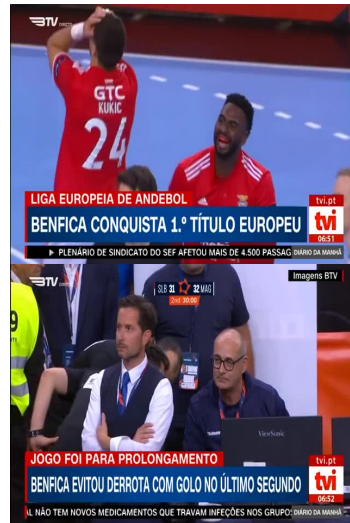 BTV DIRETO
GTC
KUKIC
24
LIGA EUROPEIA DE ANDEBOL
BENFICA CONQUISTA 1.º TÍTULO EUROPEU
tvi.pt
tvi
06:51
▶ PLENÁRIO DE SINDICATO DO SEF AFETOU MAIS DE 4.500 PASSAG
DIÁRIO DA MANHÃ
BTV
Imagens BTV
SLB 31 32 MAG
2nd 30:00
9
ViewSonic
JOGO FOI PARA PROLONGAMENTO
BENFICA EVITOU DERROTA COM GOLO NO ÚLTIMO SEGUNDO
tvi.pt
tvi
06:52
AL NÃO TEM NOVOS MEDICAMENTOS QUE TRAVAM INFEÇÕES NOS GRUPOS
DIÁRIO DA MANHÃ